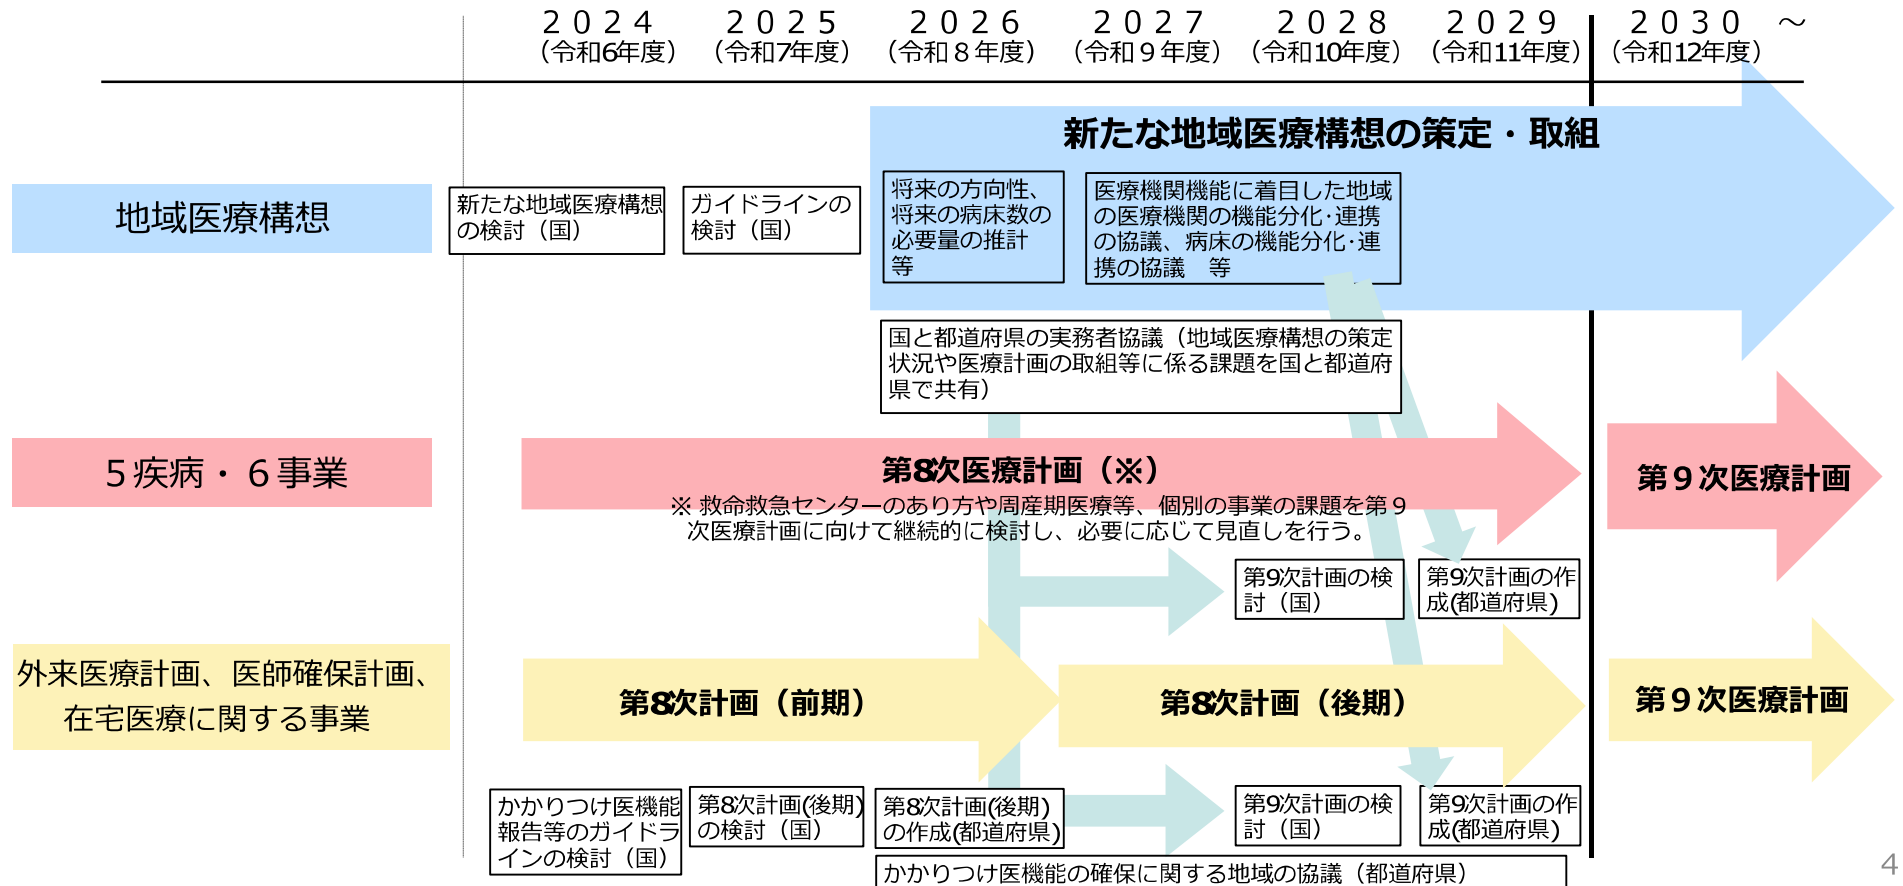 ２０２４　２０２５　２０２６　２０２７　２０２８　２０２９　２０３０　～
（令和6年度）（令和7年度）（令和８年度）（令和９年度）（令和10年度）（令和11年度）（令和12年度）
新たな地域医療構想の策定・取組
地域医療構想
新たな地域医療構想
の検討（国）
ガイドラインの
検討（国）
将来の方向性、
将来の病床数の
必要量の推計
等
医療機関機能に着目した地域
の医療機関の機能分化・連携
の協議、病床の機能分化・連
携の協議　等
国と都道府県の実務者協議（地域医療構想の策定
状況や医療計画の取組等に係る課題を国と都道府
県で共有）
５疾病・６事業
第8次医療計画（※）
※ 救命救急センターのあり方や周産期医療等、個別の事業の課題を第９
次医療計画に向けて継続的に検討し、必要に応じて見直しを行う。
第９次医療計画
第9次計画の検
討（国）
第9次計画の作
成(都道府県)
外来医療計画、医師確保計画、
在宅医療に関する事業
第8次計画（前期）
第8次計画（後期）
第９次医療計画
かかりつけ医機能
報告等のガイドラ
インの検討（国）
第8次計画(後期)
の検討（国）
第8次計画(後期)
の作成(都道府県)
第9次計画の検
討（国）
第9次計画の作
成(都道府県)
かかりつけ医機能の確保に関する地域の協議（都道府県）
4